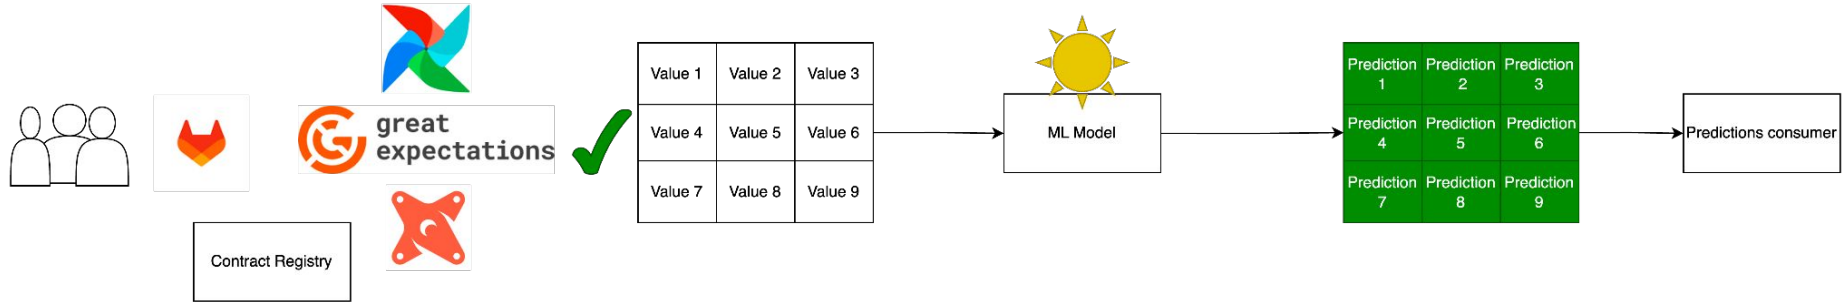 great
expectations
Contract Registry
Value 1 Value 2 Value 3
Value 4 Value 5 Value 6
Value 7 Value 8 Value 9
ML Model
Prediction Prediction Prediction
1 2 3
Prediction Prediction Prediction
4 5 6
Prediction Prediction Prediction
7 8 9
Predictions consumer